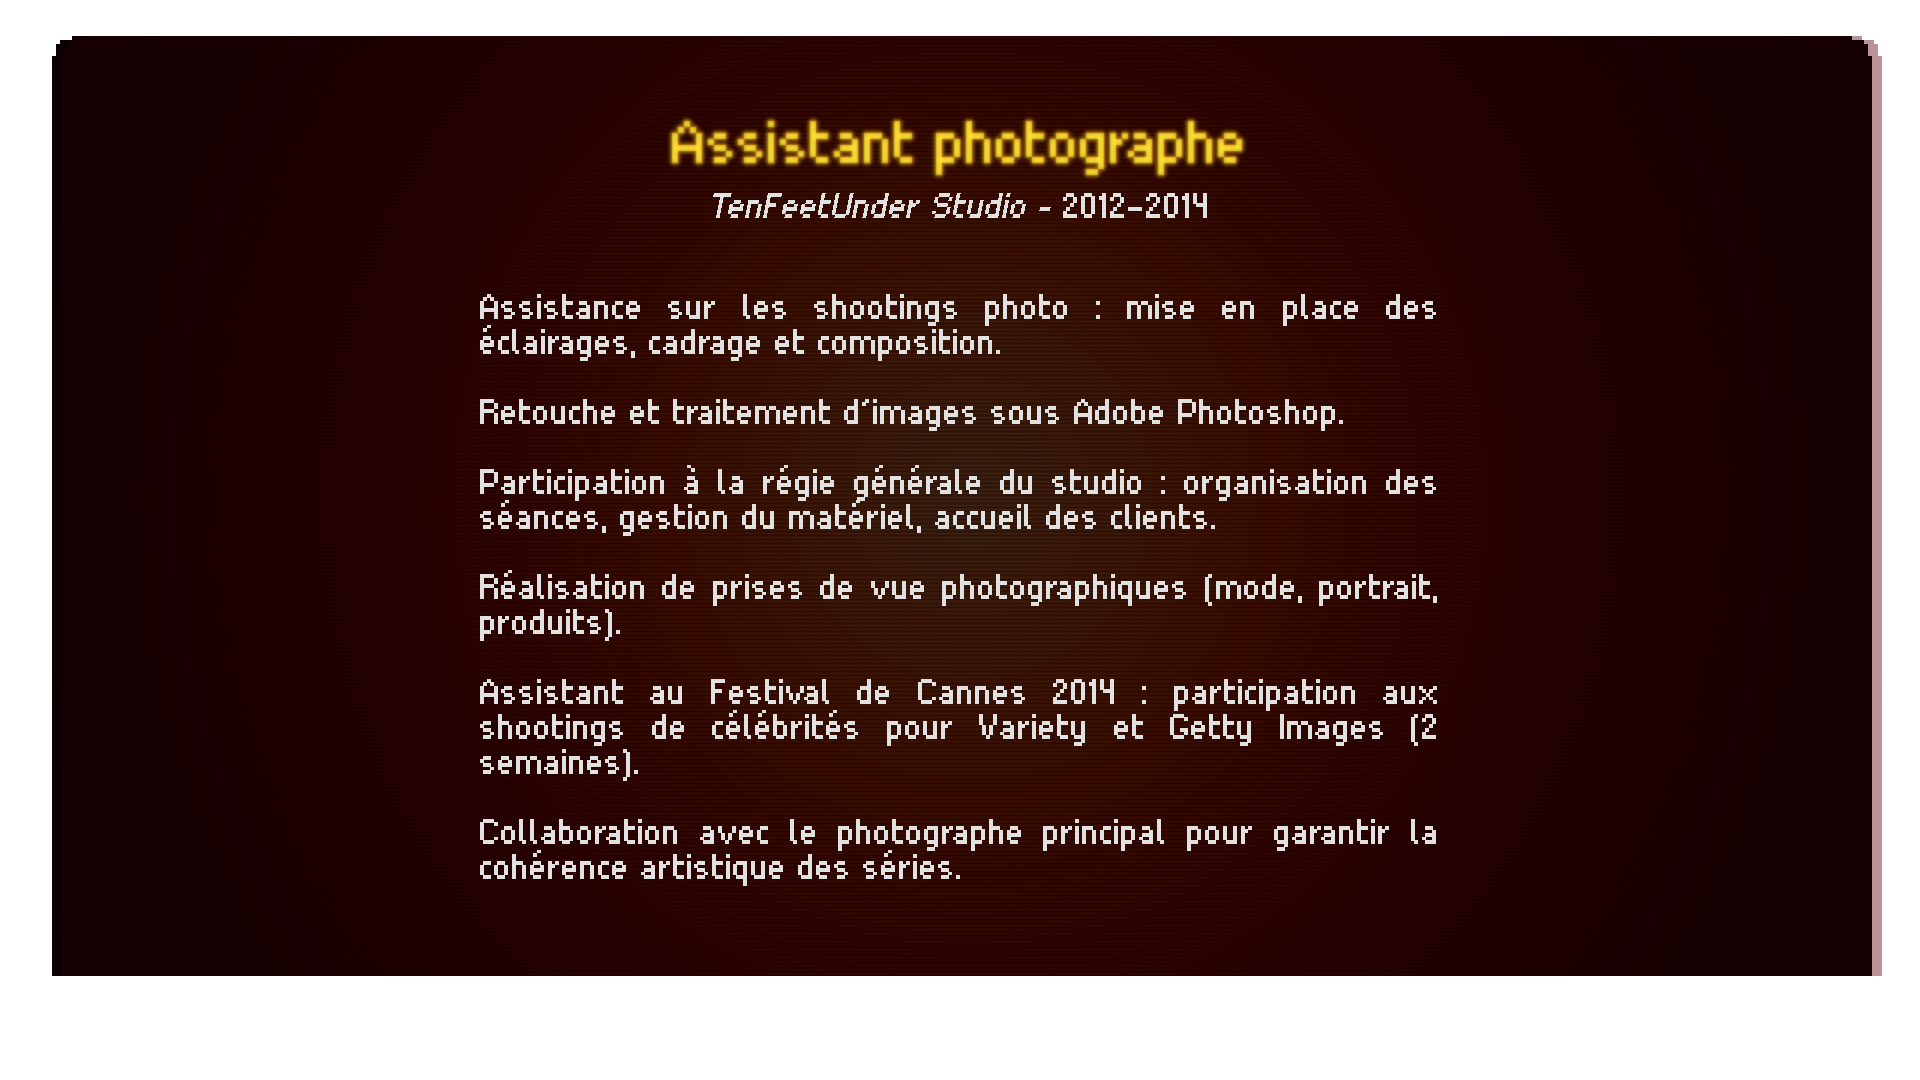 Assistant photographe
TenFeetUnder Studio - 2012-2014
Assistance sur les shootings photo : mise en place des
éclairages, cadrage et composition.
Retouche et traitement d'images sous Adobe Photoshop.
Participation à la régie générale du studio : organisation des
séances, gestion du matériel, accueil des clients.
Réalisation de prises de vue photographiques (mode, portrait,
produits).
Assistant au Festival de Cannes 2014 : participation aux
shootings de célébrités pour Variety et Getty Images (2
semaines).
Collaboration avec le photographe principal pour garantir la
cohérence artistique des séries.